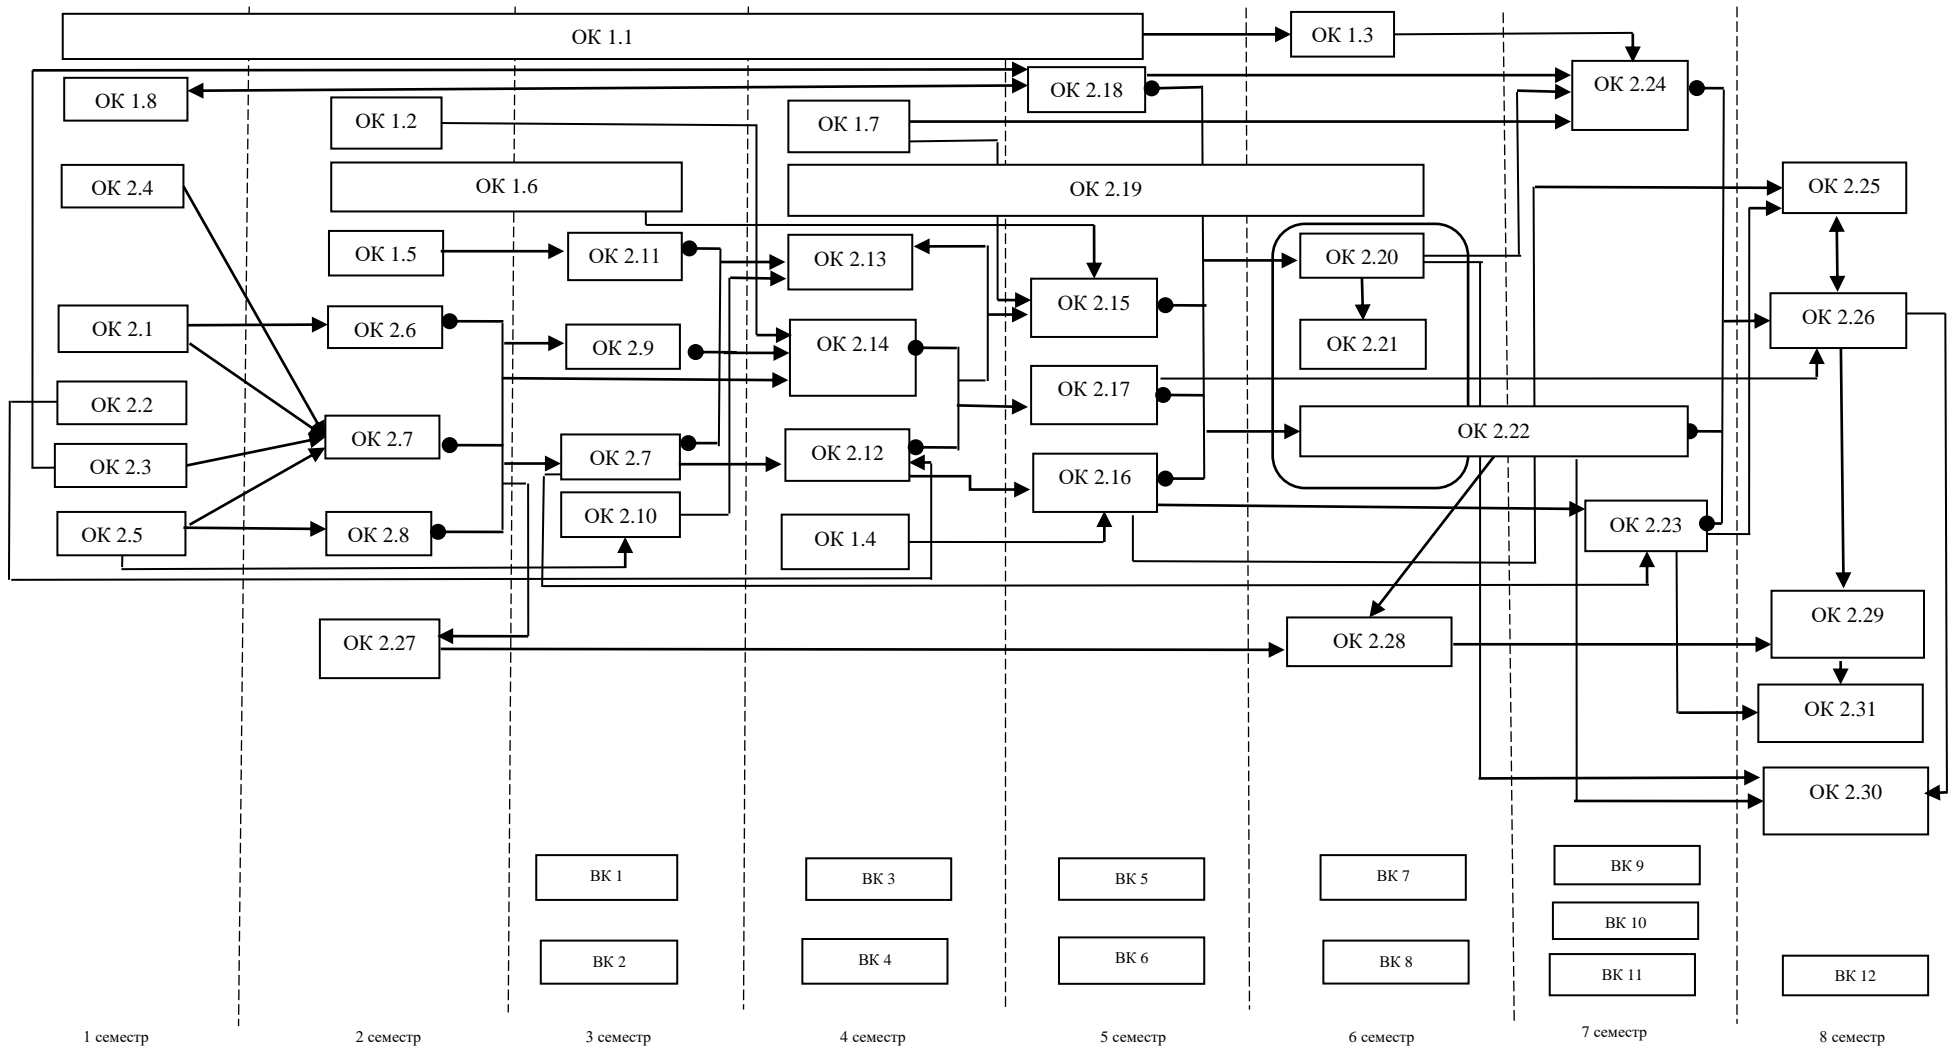 ОК 1.1
ОК 1.3
ОК 1.8
ОК 2.18
ОК 2.24
ОК 1.2
ОК 1.7
ОК 2.4
ОК 1.6
ОК 2.19
ОК 2.25
ОК 1.5
ОК 2.11
ОК 2.13
ОК 2.20
ОК 2.1
ОК 2.6
ОК 2.9
ОК 2.14
ОК 2.15
ОК 2.21
ОК 2.26
ОК 2.2
ОК 2.17
ОК 2.3
ОК 2.7
ОК 2.7
ОК 2.12
ОК 2.22
ОК 2.5
ОК 2.8
ОК 2.10
ОК 1.4
ОК 2.16
ОК 2.23
ОК 2.27
ОК 2.28
ОК 2.29
ОК 2.31
ОК 2.30
ВК 1
ВК 3
ВК 5
ВК 7
ВК 9
ВК 10
ВК 2
ВК 4
ВК 6
ВК 8
ВК 11
ВК 12
1 семестр
2 семестр
3 семестр
4 семестр
5 семестр
6 семестр
7 семестр
8 семестр